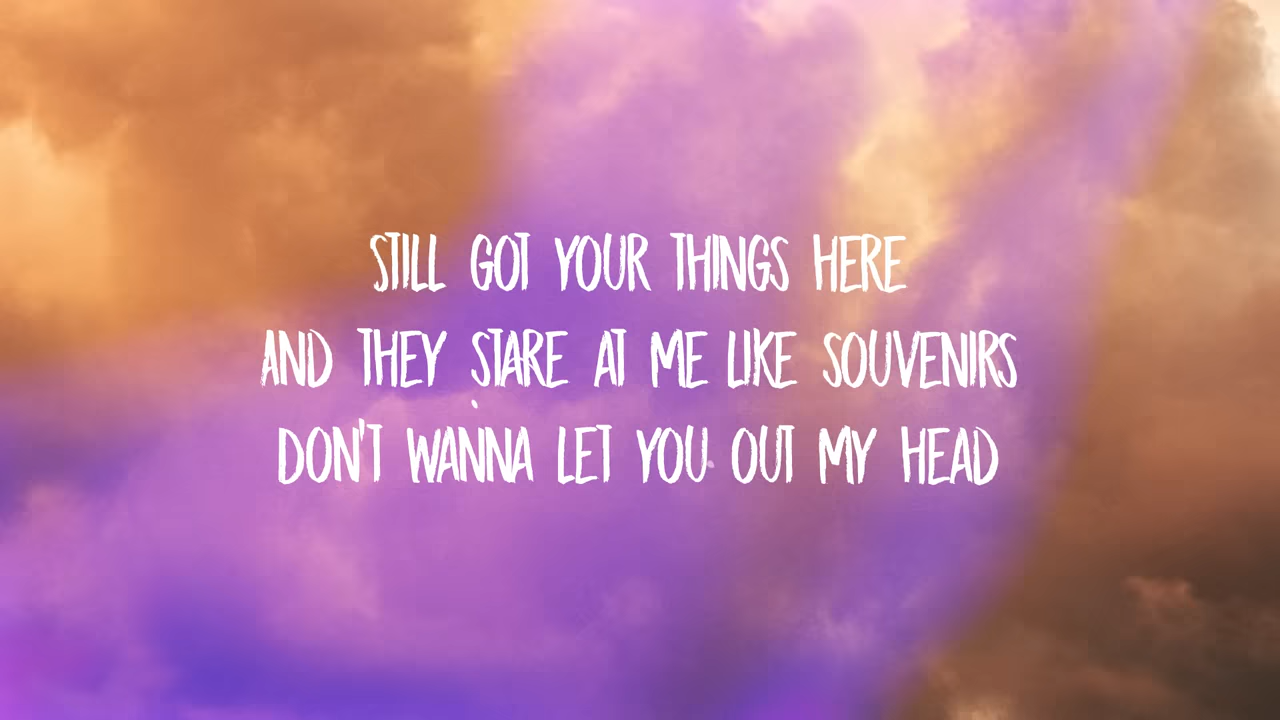 STILL GOT YOUR THINGS HERE
AND THEY STARE AT ME LIKE SOUVENIRS
DON'T WANNA LET YOU OUT MY HEAD